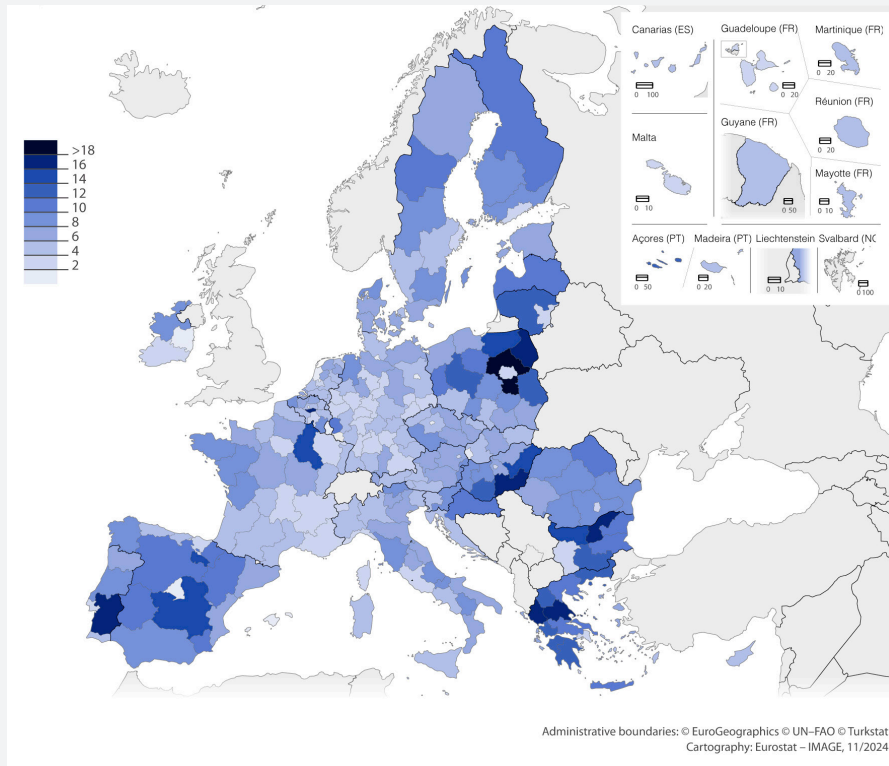 Canarias (ES)
0 100
Guadeloupe (FR)
0 20
Martinique (FR)
0 20
Réunion (FR)
0 20
Malta
0 10
Guyane (FR)
0 50
Mayotte (FR)
0 10
Açores (PT)
0 50
Madeira (PT)
0 20
Liechtenstein
0 10
Svalbard (NO
0 100
>18
16
14
12
10
8
6
4
2
Administrative boundaries: © EuroGeographics © UN–FAO © Turkstat
Cartography: Eurostat – IMAGE, 11/2024